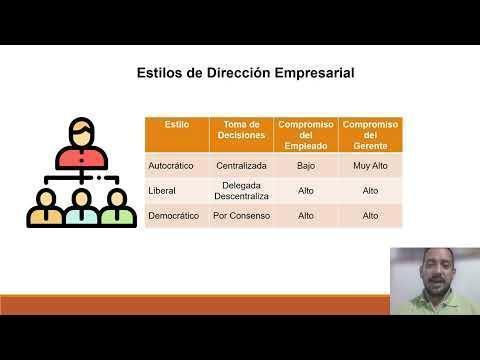 Estilos de Dirección Empresarial
Estilo
Toma de
Decisiones
Compromiso
del
Empleado
Compromiso
del
Gerente
Autocrático
Centralizada
Bajo
Muy Alto
Liberal
Delegada
Descentraliza
Alto
Alto
Democrático
Por Consenso
Alto
Alto